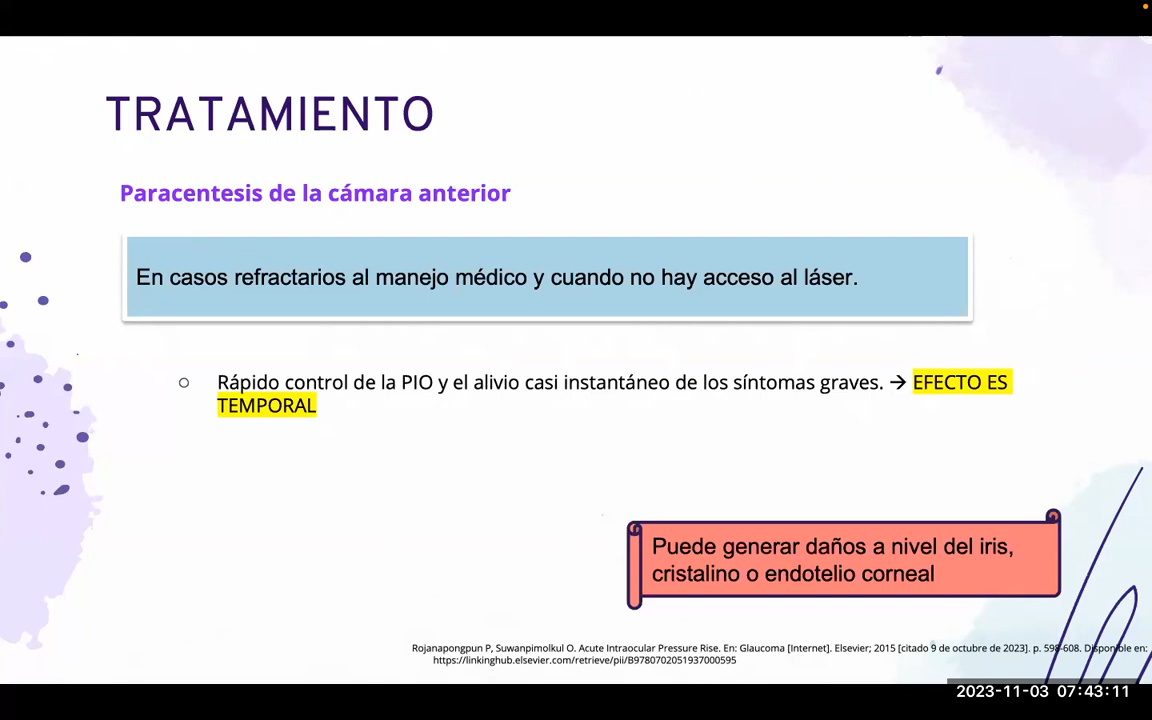 TRATAMIENTO
Paracentesis de la cámara anterior
En casos refractarios al manejo médico y cuando no hay acceso al láser.
○ Rápido control de la PIO y el alivio casi instantáneo de los síntomas graves. → EFECTO ES
TEMPORAL
Puede generar daños a nivel del iris,
cristalino o endotelio corneal
Rojanapongpun P, Suwanpimolkul O. Acute Intraocular Pressure Rise. En: Glaucoma [Internet]. Elsevier; 2015 [citado 9 de octubre de 2023]. p. 598-608. Disponible en:
https://linkinghub.elsevier.com/retrieve/pii/B9780702051937000595
2023-11-03 07:43:11